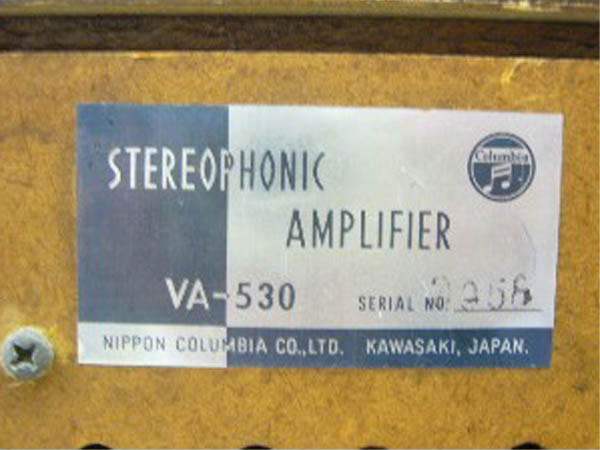 Columbia
STEREOPHONIC
AMPLIFIER
VA-530 SERIAL NO.
NIPPON COLUMBIA CO.,LTD. KAWASAKI, JAPAN.